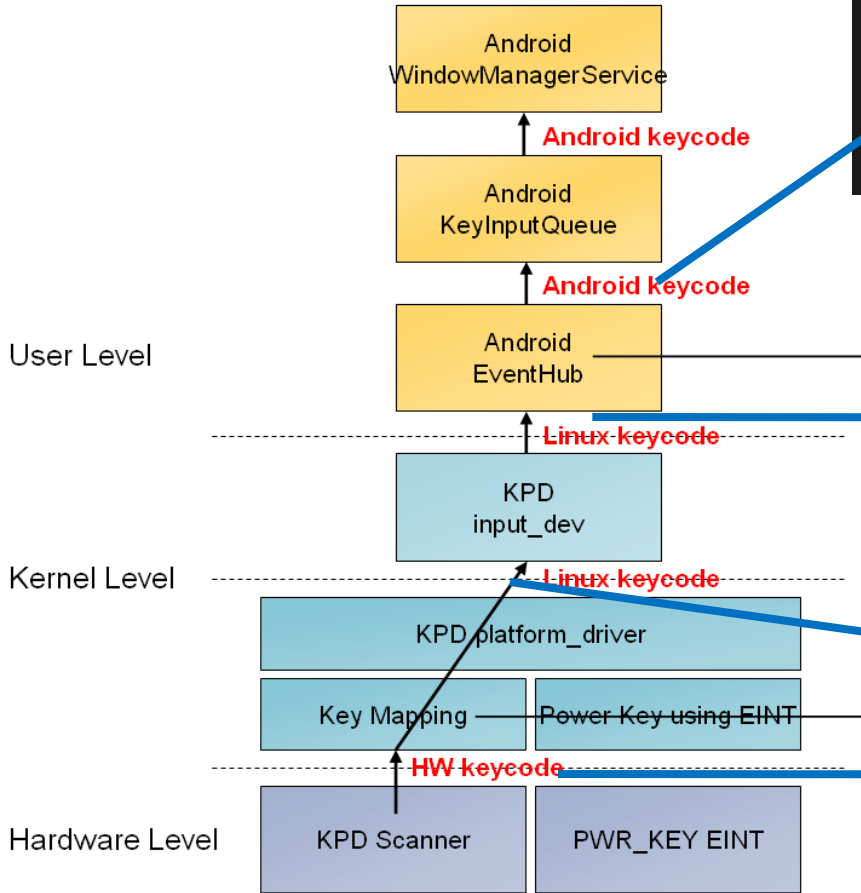 Android
WindowManagerService
Android keycode
Android
KeyInputQueue
Android keycode
User Level
Android
EventHub
Linux keycode
KPD
input_dev
Kernel Level
Linux keycode
KPD platform_driver
Key Mapping
Power Key using EINT
HW keycode
Hardware Level
KPD Scanner
PWR_KEY EINT